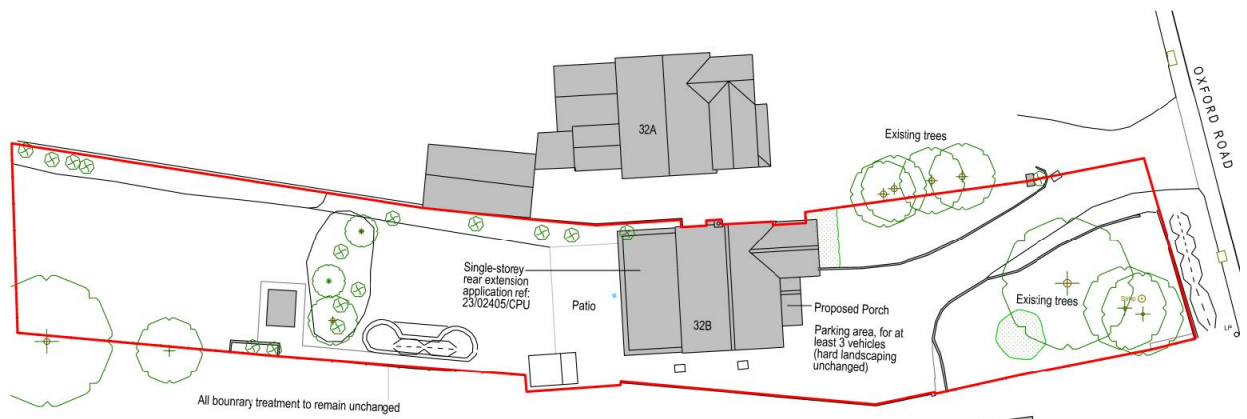 OXFORD ROAD
32A
Existing trees
Single-storey
rear extension
application ref:
23/02405/CPU
Patio
32B
Proposed Porch
Parking area, for at
least 3 vehicles
(hard landscaping
unchanged)
Existing trees
LP
All bounrary treatment to remain unchanged